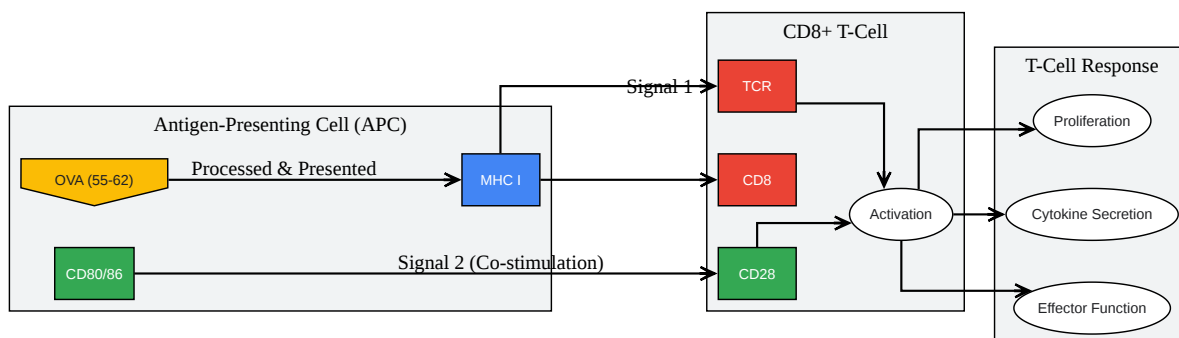 CD8+ T-Cell
T-Cell Response
Signal 1
TCR
Antigen-Presenting Cell (APC)
Proliferation
OVA (55-62)
Processed & Presented
MHC I
CD8
Activation
Cytokine Secretion
CD80/86
Signal 2 (Co-stimulation)
CD28
Effector Function